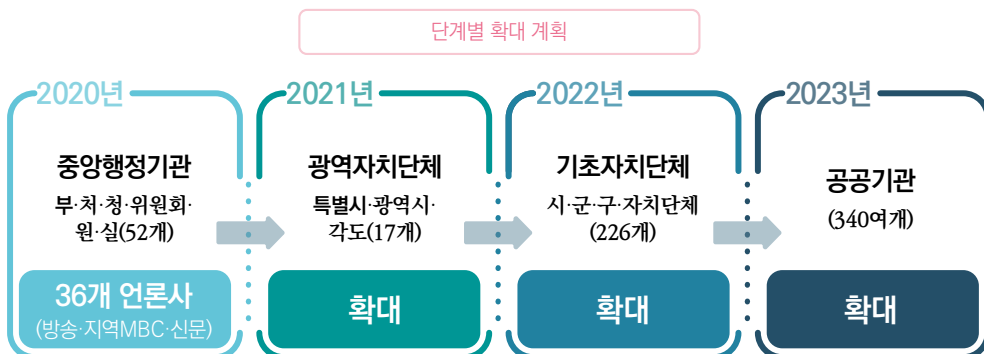 단계별 확대 계획
2020년
중앙행정기관
부·처·청·위원회·
원·실(52개)
36개 언론사
(방송·지역MBC·신문)
2021년
광역자치단체
특별시·광역시·
각도(17개)
확대
2022년
기초자치단체
시·군·구·자치단체
(226개)
확대
2023년
공공기관
(340여개)
확대